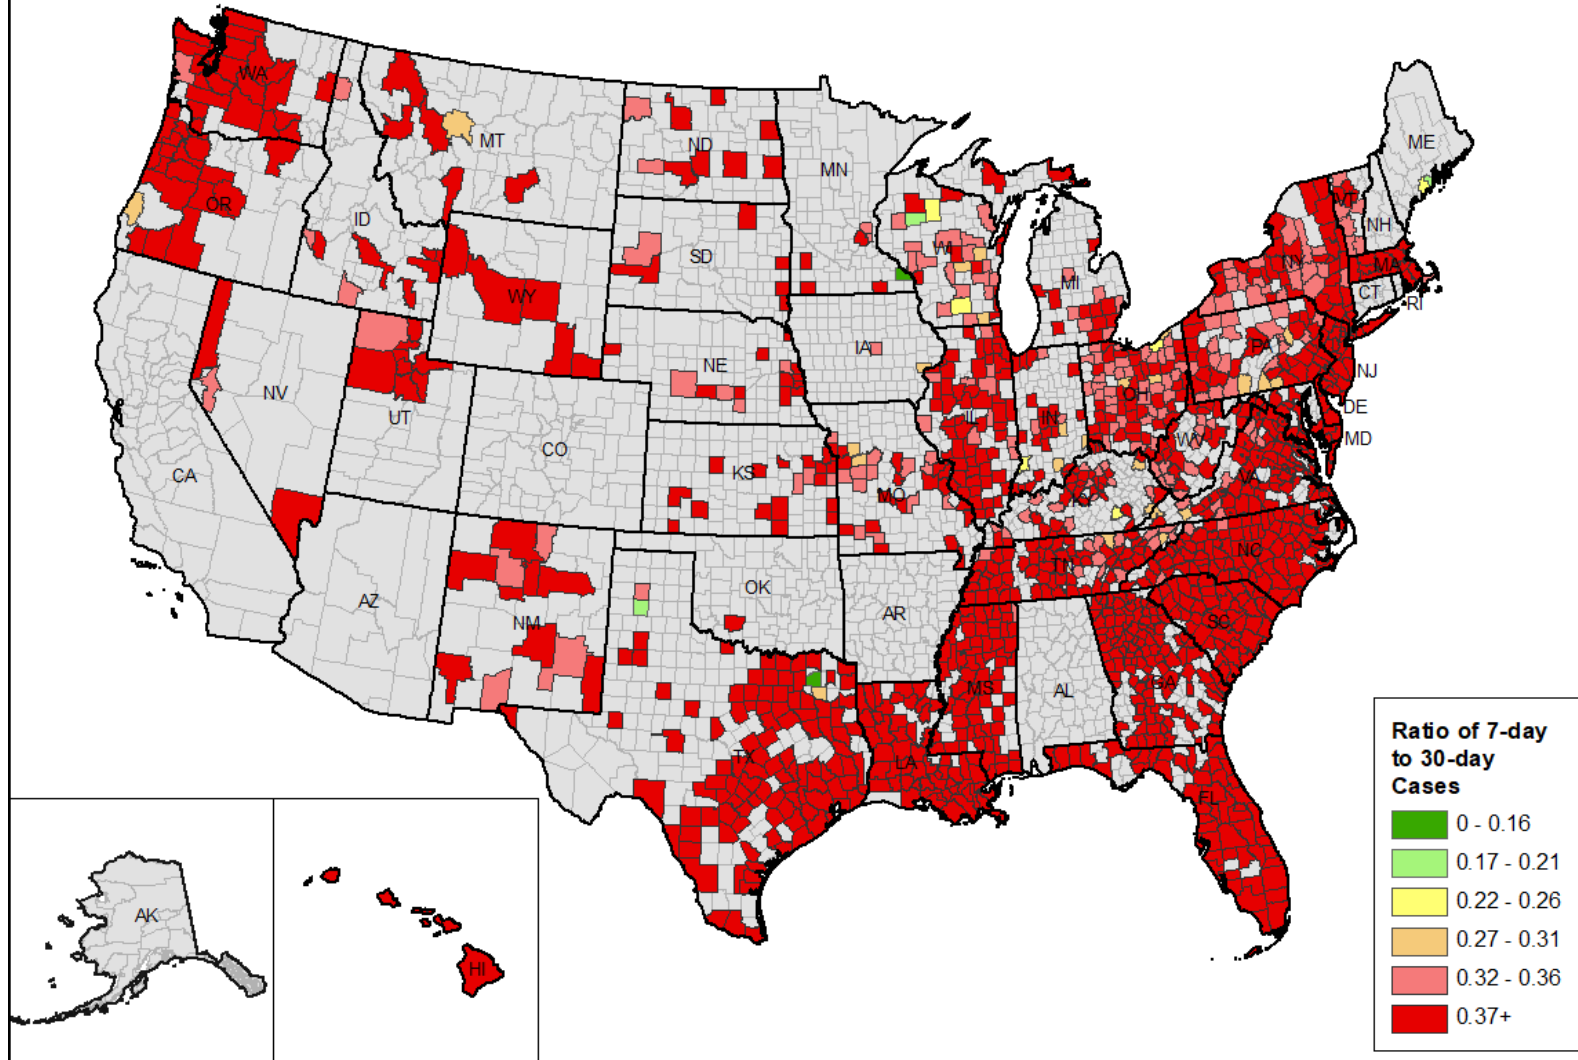 WA
MT
ND
MN
ME
OR
ID
SD
WI
VT
NH
WY
MI
NY
MA
CT
RI
NV
UT
NE
IA
PA
NJ
CA
CO
KS
IL
IN
OH
DE
MD
WV
VA
MO
KY
AZ
NM
OK
AR
TN
NC
SC
TX
LA
MS
AL
GA
FL
AK
HI
Ratio of 7-day
to 30-day
Cases
0 - 0.16
0.17 - 0.21
0.22 - 0.26
0.27 - 0.31
0.32 - 0.36
0.37+